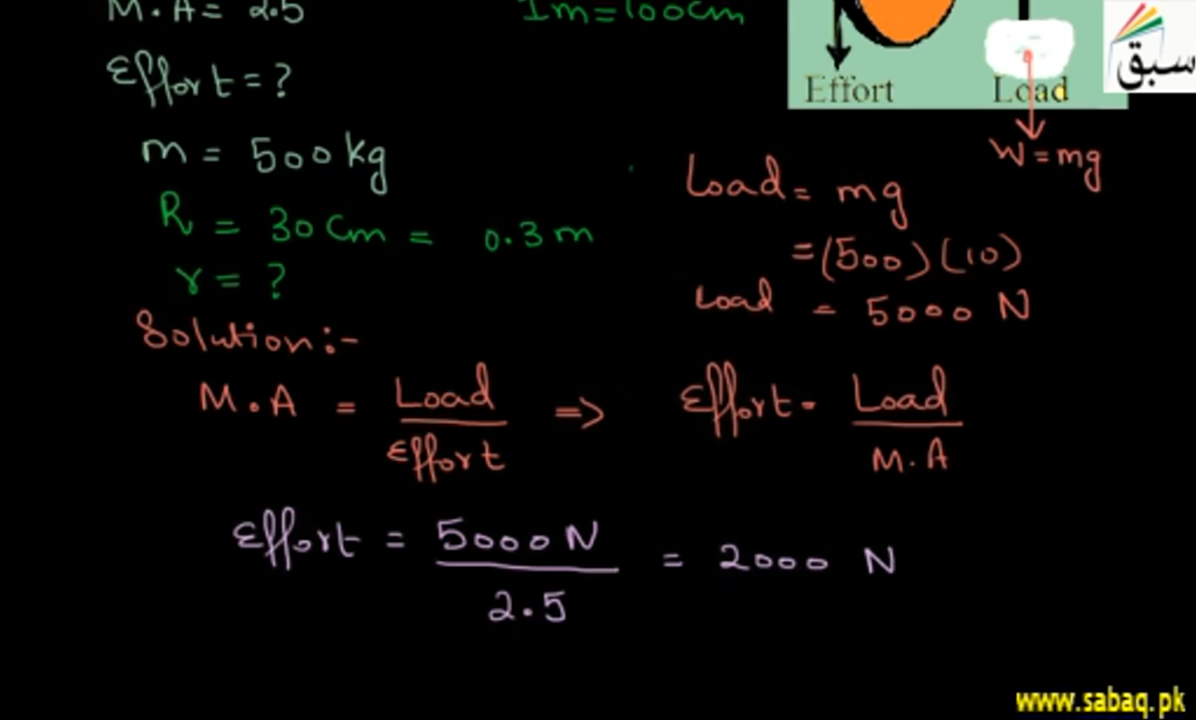 M.A = 2.5
1m = 100cm
Effort = ?
Effort
Load
سبق
m = 500 kg
W = mg
R = 30 cm = 0.3 m
Load = mg
= (500) (10)
r = ?
Load = 5000 N
Solution :-
M.A = Load / Effort => Effort = Load / M.A
Effort = 5000 N / 2.5 = 2000 N
www.sabaq.pk